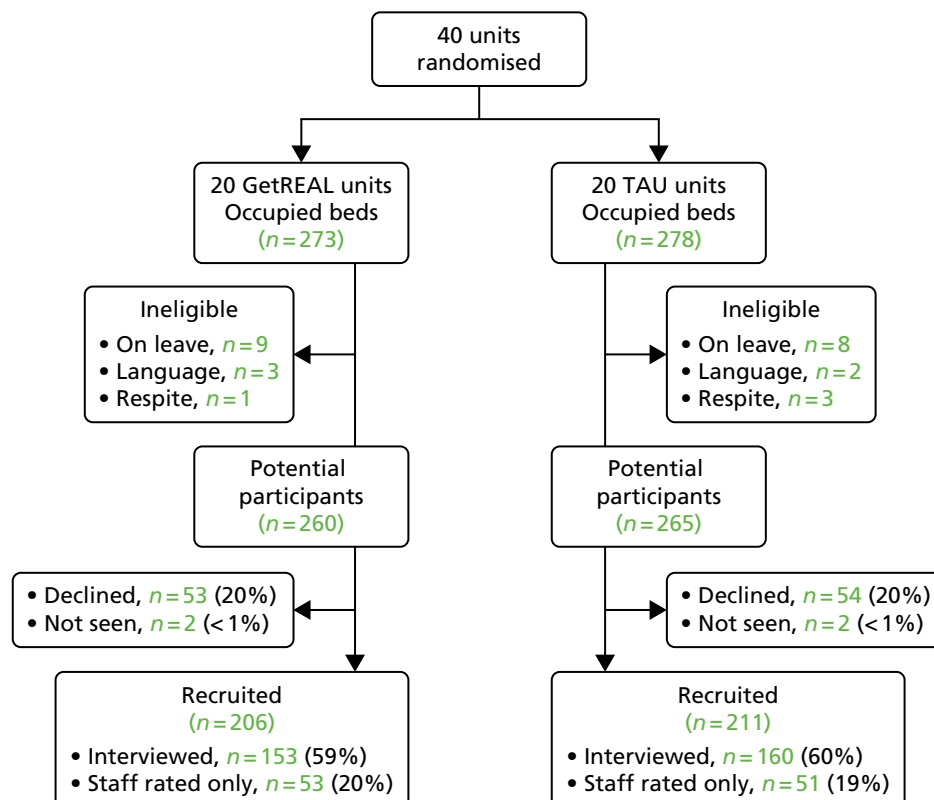 40 units
randomised
20 GetREAL units
Occupied beds
(n=273)
20 TAU units
Occupied beds
(n=278)
Ineligible
• On leave, n=9
• Language, n=3
• Respite, n=1
Ineligible
• On leave, n=8
• Language, n=2
• Respite, n=3
Potential
participants
(n=260)
Potential
participants
(n=265)
• Declined, n=53 (20%)
• Not seen, n=2 (<1%)
• Declined, n=54 (20%)
• Not seen, n=2 (<1%)
Recruited
(n=206)
• Interviewed, n=153 (59%)
• Staff rated only, n=53 (20%)
Recruited
(n=211)
• Interviewed, n=160 (60%)
• Staff rated only, n=51 (19%)